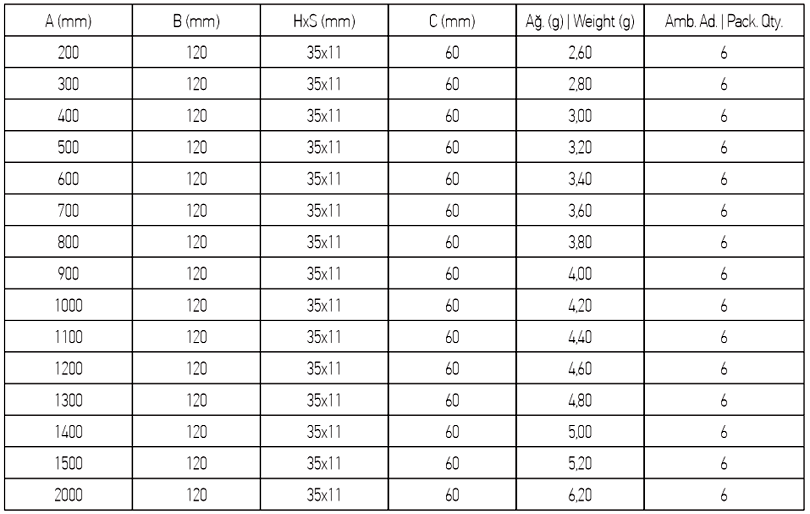 A (mm) B (mm) HxS (mm) C (mm) Ağ. (g) | Weight (g) Amb. Ad. | Pack. Qty.
200 120 35x11 60 2,60 6
300 120 35x11 60 2,80 6
400 120 35x11 60 3,00 6
500 120 35x11 60 3,20 6
600 120 35x11 60 3,40 6
700 120 35x11 60 3,60 6
800 120 35x11 60 3,80 6
900 120 35x11 60 4,00 6
1000 120 35x11 60 4,20 6
1100 120 35x11 60 4,40 6
1200 120 35x11 60 4,60 6
1300 120 35x11 60 4,80 6
1400 120 35x11 60 5,00 6
1500 120 35x11 60 5,20 6
2000 120 35x11 60 6,20 6